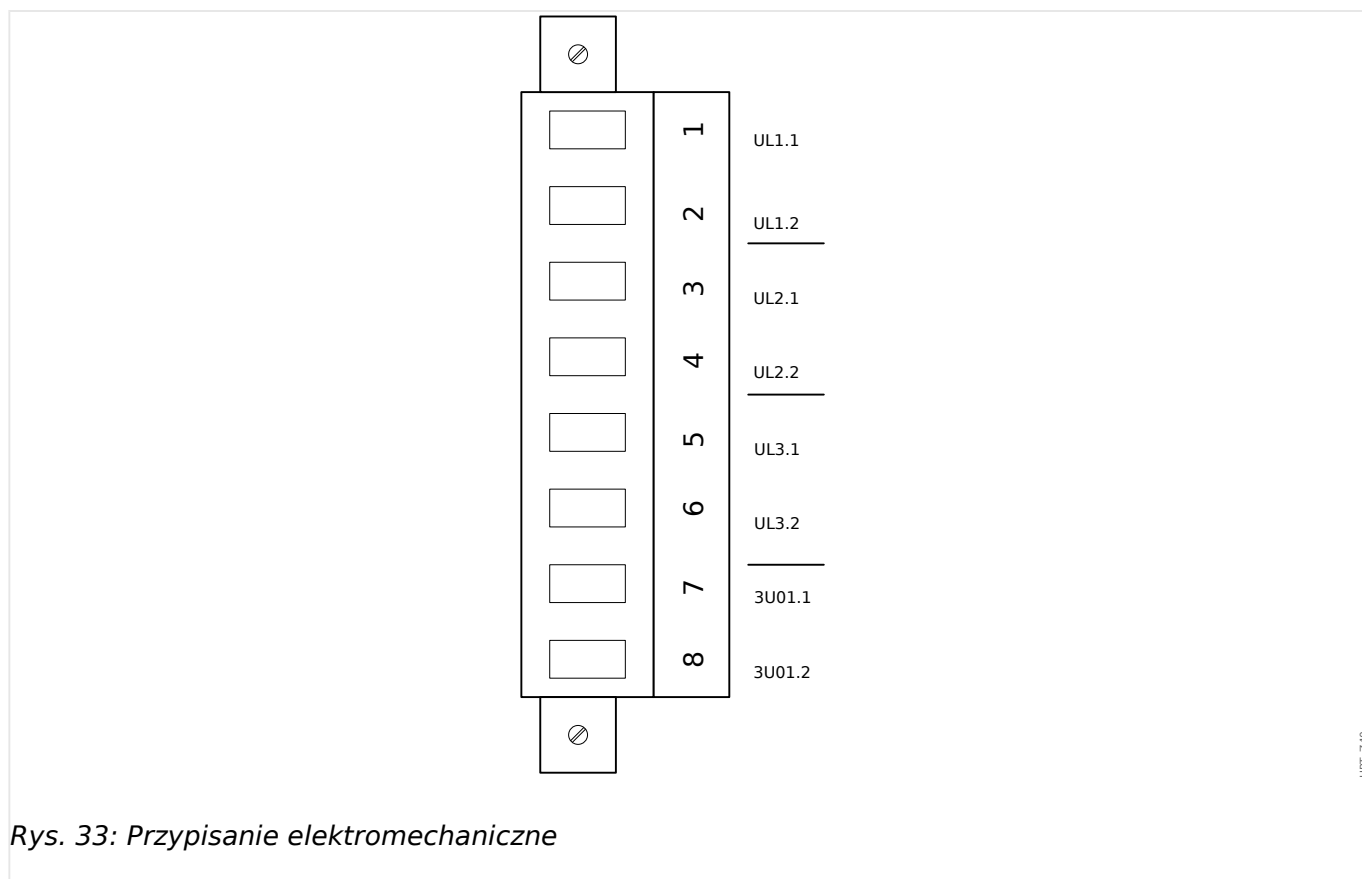 1
UL1.1
2
UL1.2
3
UL2.1
4
UL2.2
5
UL3.1
6
UL3.2
7
3U01.1
8
3U01.2
Rys. 33: Przypisanie elektromechaniczne